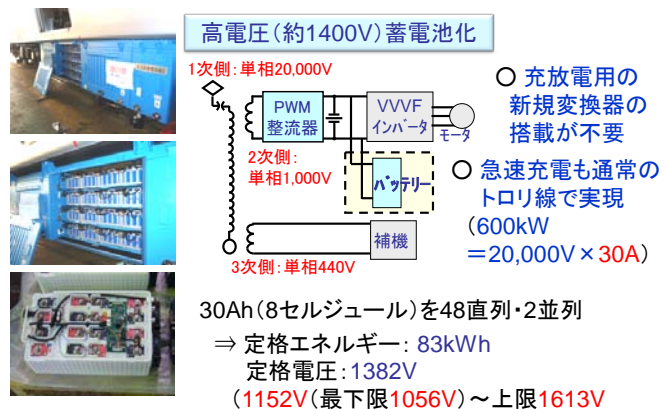 高電圧(約1400V)蓄電池化
1次側：単相20,000V
PWM
整流器
VVVF
インバータ
モータ
2次側：
単相1,000V
バッテリー
補機
3次側：単相440V
○ 充放電用の
新規変換器の
搭載が不要
○ 急速充電も通常の
トロリ線で実現
(600kW
＝20,000V×30A)
30Ah(8セルジュール)を48直列・2並列
⇒ 定格エネルギー：83kWh
定格電圧：1382V
(1152V(最下限1056V)～上限1613V